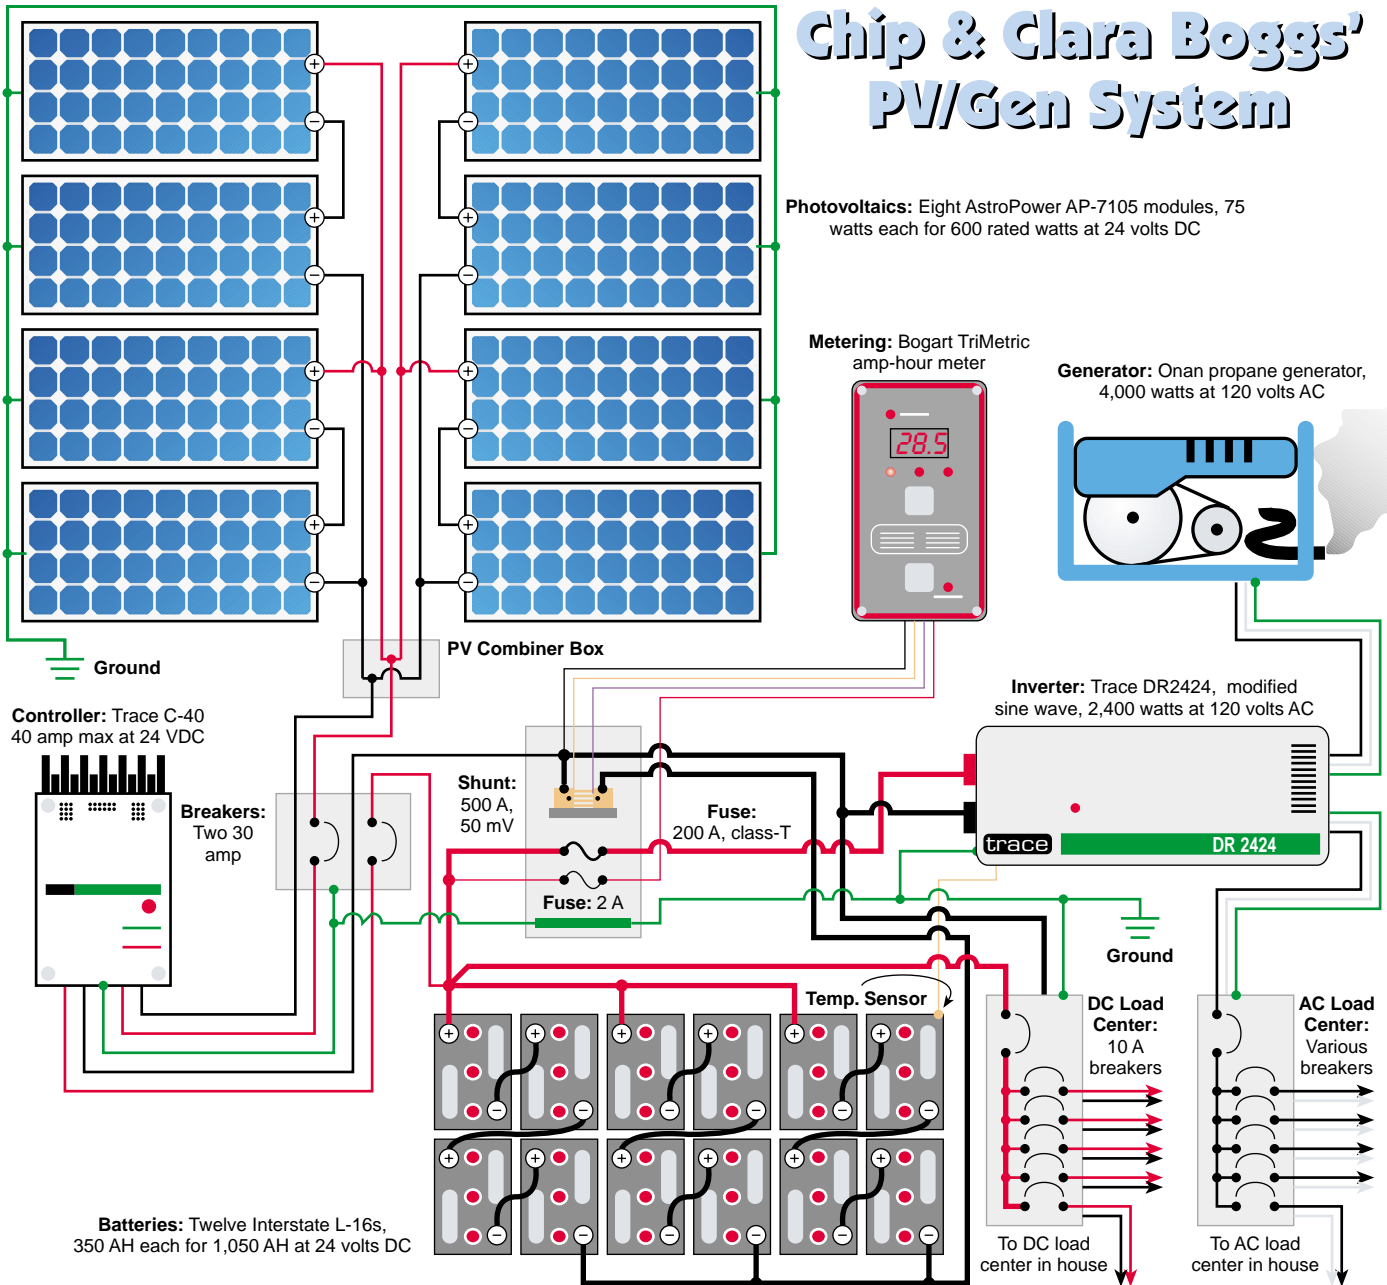 Chip & Clara Boggs'
PV/Gen System
Photovoltaics: Eight AstroPower AP-7105 modules, 75
watts each for 600 rated watts at 24 volts DC
Metering: Bogart TriMetric
amp-hour meter
28.5
Generator: Onan propane generator,
4,000 watts at 120 volts AC
Ground
PV Combiner Box
Controller: Trace C-40
40 amp max at 24 VDC
Inverter: Trace DR2424, modified
sine wave, 2,400 watts at 120 volts AC
Breakers:
Two 30
amp
Shunt:
500 A,
50 mV
Fuse:
200 A, class-T
trace
DR 2424
Fuse: 2 A
Ground
Temp. Sensor
DC Load
Center:
10 A
breakers
AC Load
Center:
Various
breakers
Batteries: Twelve Interstate L-16s,
350 AH each for 1,050 AH at 24 volts DC
To DC load
center in house
To AC load
center in house